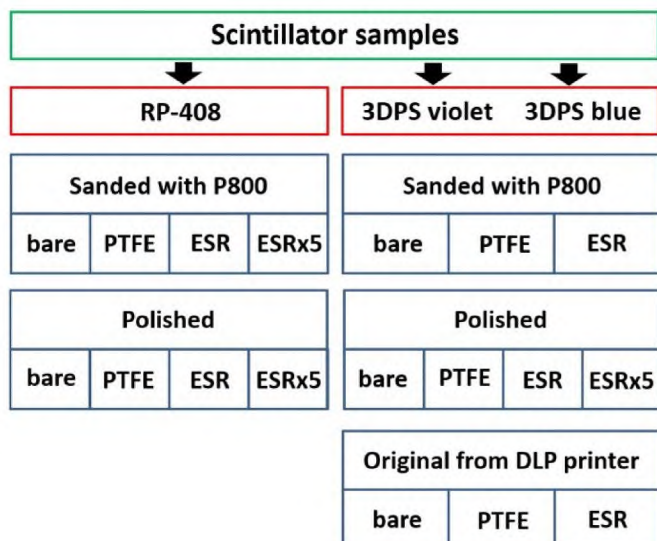 Scintillator samples
RP-408
3DPS violet 3DPS blue
Sanded with P800
bare PTFE ESR ESRx5
Sanded with P800
bare PTFE ESR
Polished
bare PTFE ESR ESRx5
Polished
bare PTFE ESR ESRx5
Original from DLP printer
bare PTFE ESR